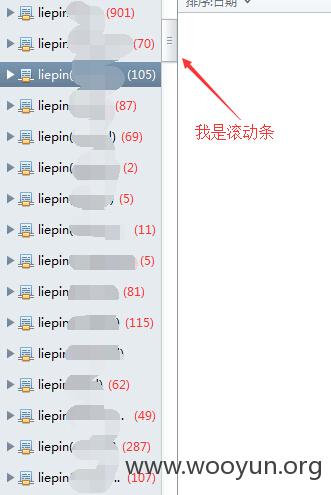 排序:日期
liepin (901)
liepin. (70)
liepin( (105)
liepin( (87)
liepin( ) (69)
liepin (2)
liepin( ) (5)
liepin (11)
liepin (5)
liepin (81)
liepin ) (115)
liepin )
liepin ) (62)
liepin .. (49)
liepin( ) (287)
liepin .. (107)
我是滚动条
www.wooyun.org